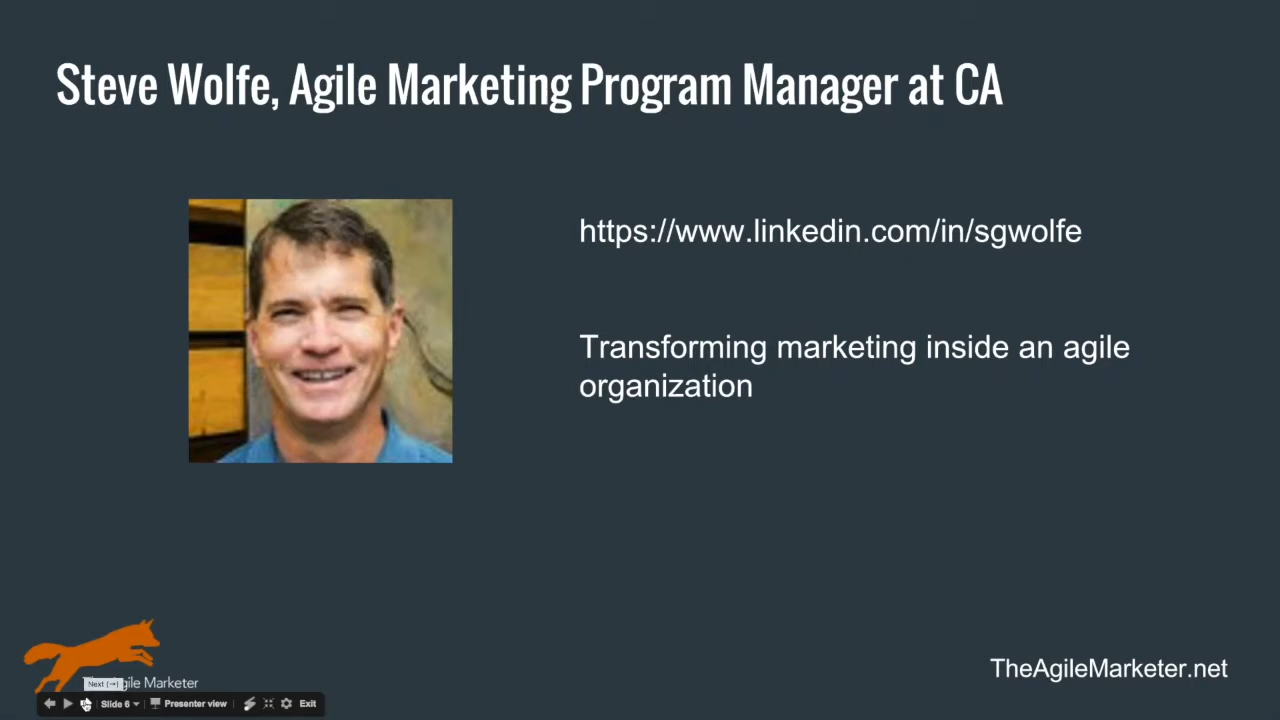 Steve Wolfe, Agile Marketing Program Manager at CA
https://www.linkedin.com/in/sgwolfe
Transforming marketing inside an agile
organization
Next (→)
gile Marketer
TheAgileMarketer.net
Slide 6
Presenter view
Exit